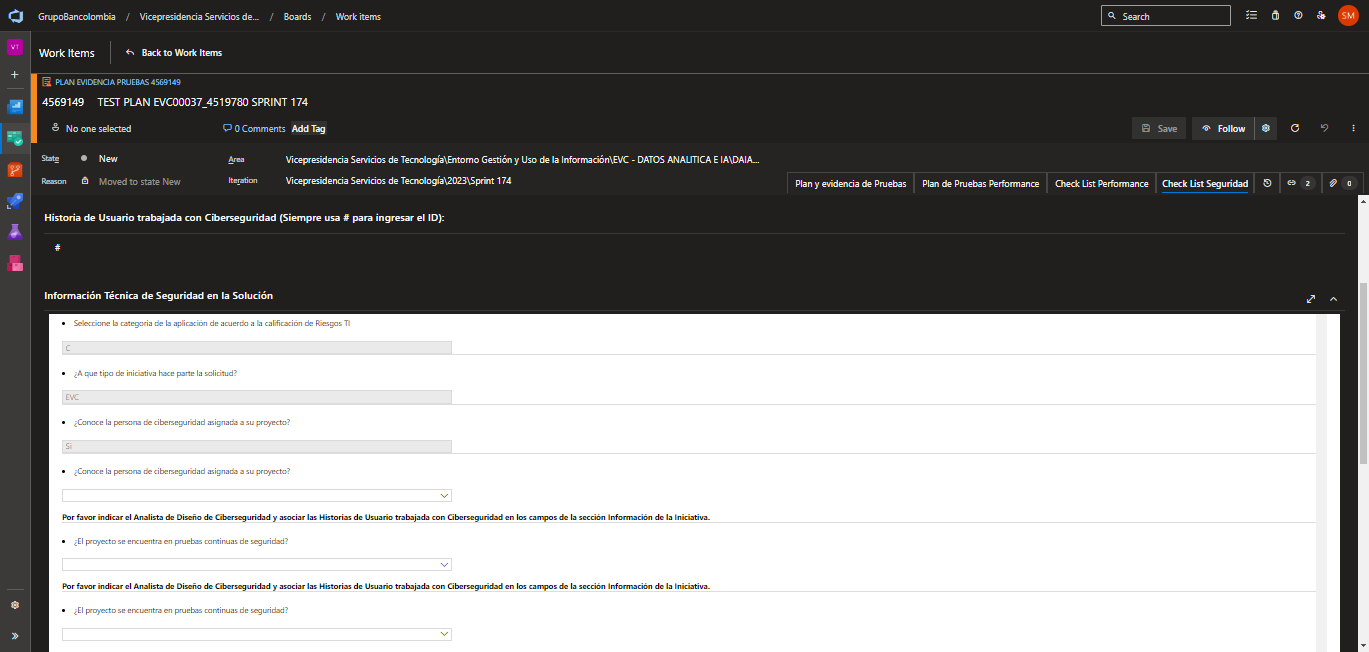 GrupoBancolombia / Vicepresidencia Servicios de... / Boards / Work items
Search
SM
VT
Work Items
Back to Work Items
PLAN EVIDENCIA PRUEBAS 4569149
4569149 TEST PLAN EVC00037_4519780 SPRINT 174
No one selected
0 Comments
Add Tag
Save
Follow
State
New
Area
Vicepresidencia Servicios de Tecnología\Entorno Gestión y Uso de la Información\EVC - DATOS ANALITICA E IA\DAIA...
Reason
Moved to state New
Iteration
Vicepresidencia Servicios de Tecnología\2023\Sprint 174
Plan y evidencia de Pruebas
Plan de Pruebas Performance
Check List Performance
Check List Seguridad
2
0
Historia de Usuario trabajada con Ciberseguridad (Siempre usa # para ingresar el ID):
#
Información Técnica de Seguridad en la Solución
Seleccione la categoría de la aplicación de acuerdo a la calificación de Riesgos TI
C
¿A que tipo de iniciativa hace parte la solicitud?
EVC
¿Conoce la persona de ciberseguridad asignada a su proyecto?
Si
¿Conoce la persona de ciberseguridad asignada a su proyecto?
Por favor indicar el Analista de Diseño de Ciberseguridad y asociar las Historias de Usuario trabajada con Ciberseguridad en los campos de la sección Información de la Iniciativa.
¿El proyecto se encuentra en pruebas continuas de seguridad?
Por favor indicar el Analista de Diseño de Ciberseguridad y asociar las Historias de Usuario trabajada con Ciberseguridad en los campos de la sección Información de la Iniciativa.
¿El proyecto se encuentra en pruebas continuas de seguridad?